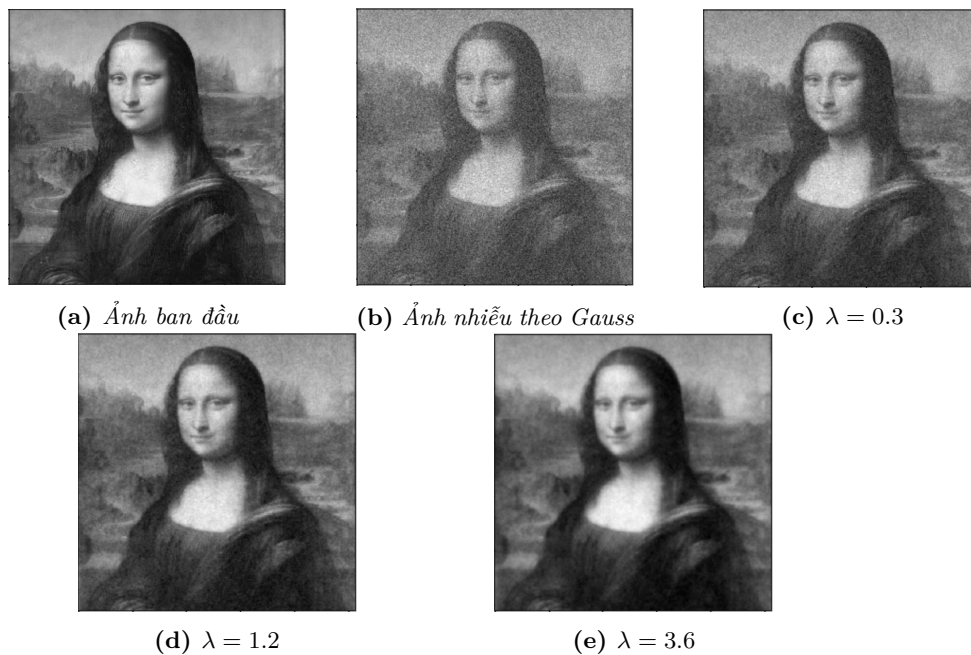 (a) Ảnh ban đầu
(b) Ảnh nhiễu theo Gauss
(c) λ = 0.3
(d) λ = 1.2
(e) λ = 3.6